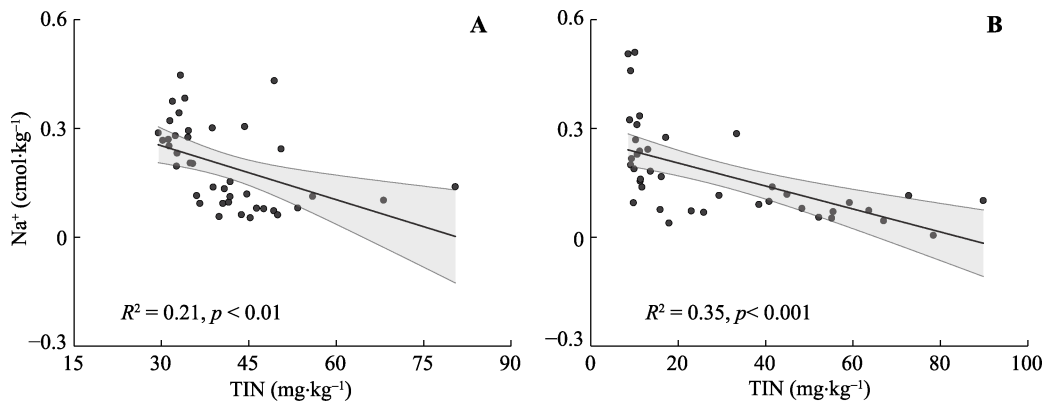 A
0.6
0.3
0
−0.3
Na⁺ (cmol·kg⁻¹)
R² = 0.21, p < 0.01
15 30 45 60 75 90
TIN (mg·kg⁻¹)
B
0.6
0.3
0
−0.3
R² = 0.35, p< 0.001
0 20 40 60 80 100
TIN (mg·kg⁻¹)